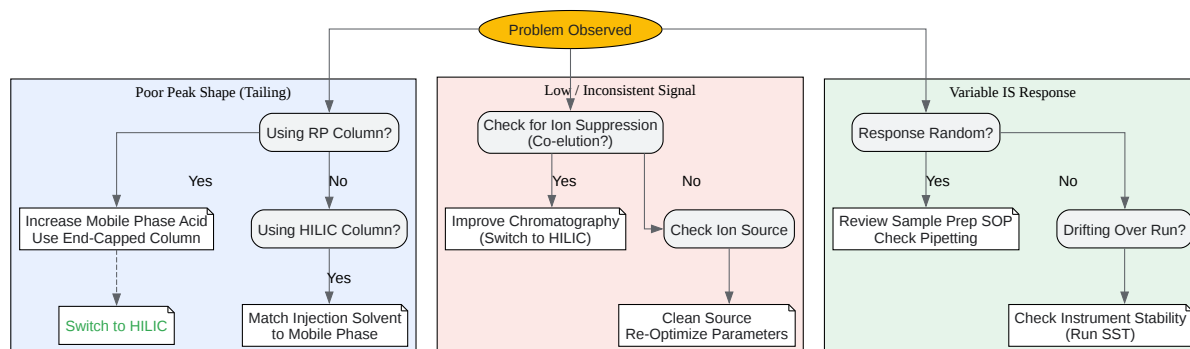 Problem Observed
Poor Peak Shape (Tailing)
Using RP Column?
Yes
No
Increase Mobile Phase Acid
Use End-Capped Column
Using HILIC Column?
Yes
Switch to HILIC
Match Injection Solvent
to Mobile Phase
Low / Inconsistent Signal
Check for Ion Suppression
(Co-elution?)
Yes
No
Improve Chromatography
(Switch to HILIC)
Check Ion Source
Clean Source
Re-Optimize Parameters
Variable IS Response
Response Random?
Yes
No
Review Sample Prep SOP
Check Pipetting
Drifting Over Run?
Check Instrument Stability
(Run SST)